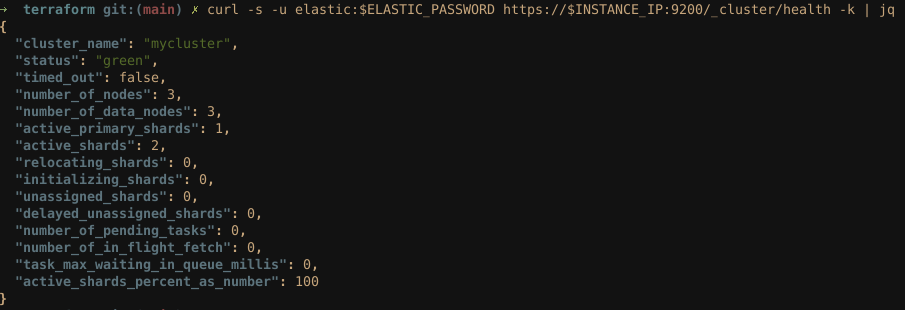 →  terraform git:(main) ✗ curl -s -u elastic:$ELASTIC_PASSWORD https://$INSTANCE_IP:9200/_cluster/health -k | jq
{
  "cluster_name": "mycluster",
  "status": "green",
  "timed_out": false,
  "number_of_nodes": 3,
  "number_of_data_nodes": 3,
  "active_primary_shards": 1,
  "active_shards": 2,
  "relocating_shards": 0,
  "initializing_shards": 0,
  "unassigned_shards": 0,
  "delayed_unassigned_shards": 0,
  "number_of_pending_tasks": 0,
  "number_of_in_flight_fetch": 0,
  "task_max_waiting_in_queue_millis": 0,
  "active_shards_percent_as_number": 100
}